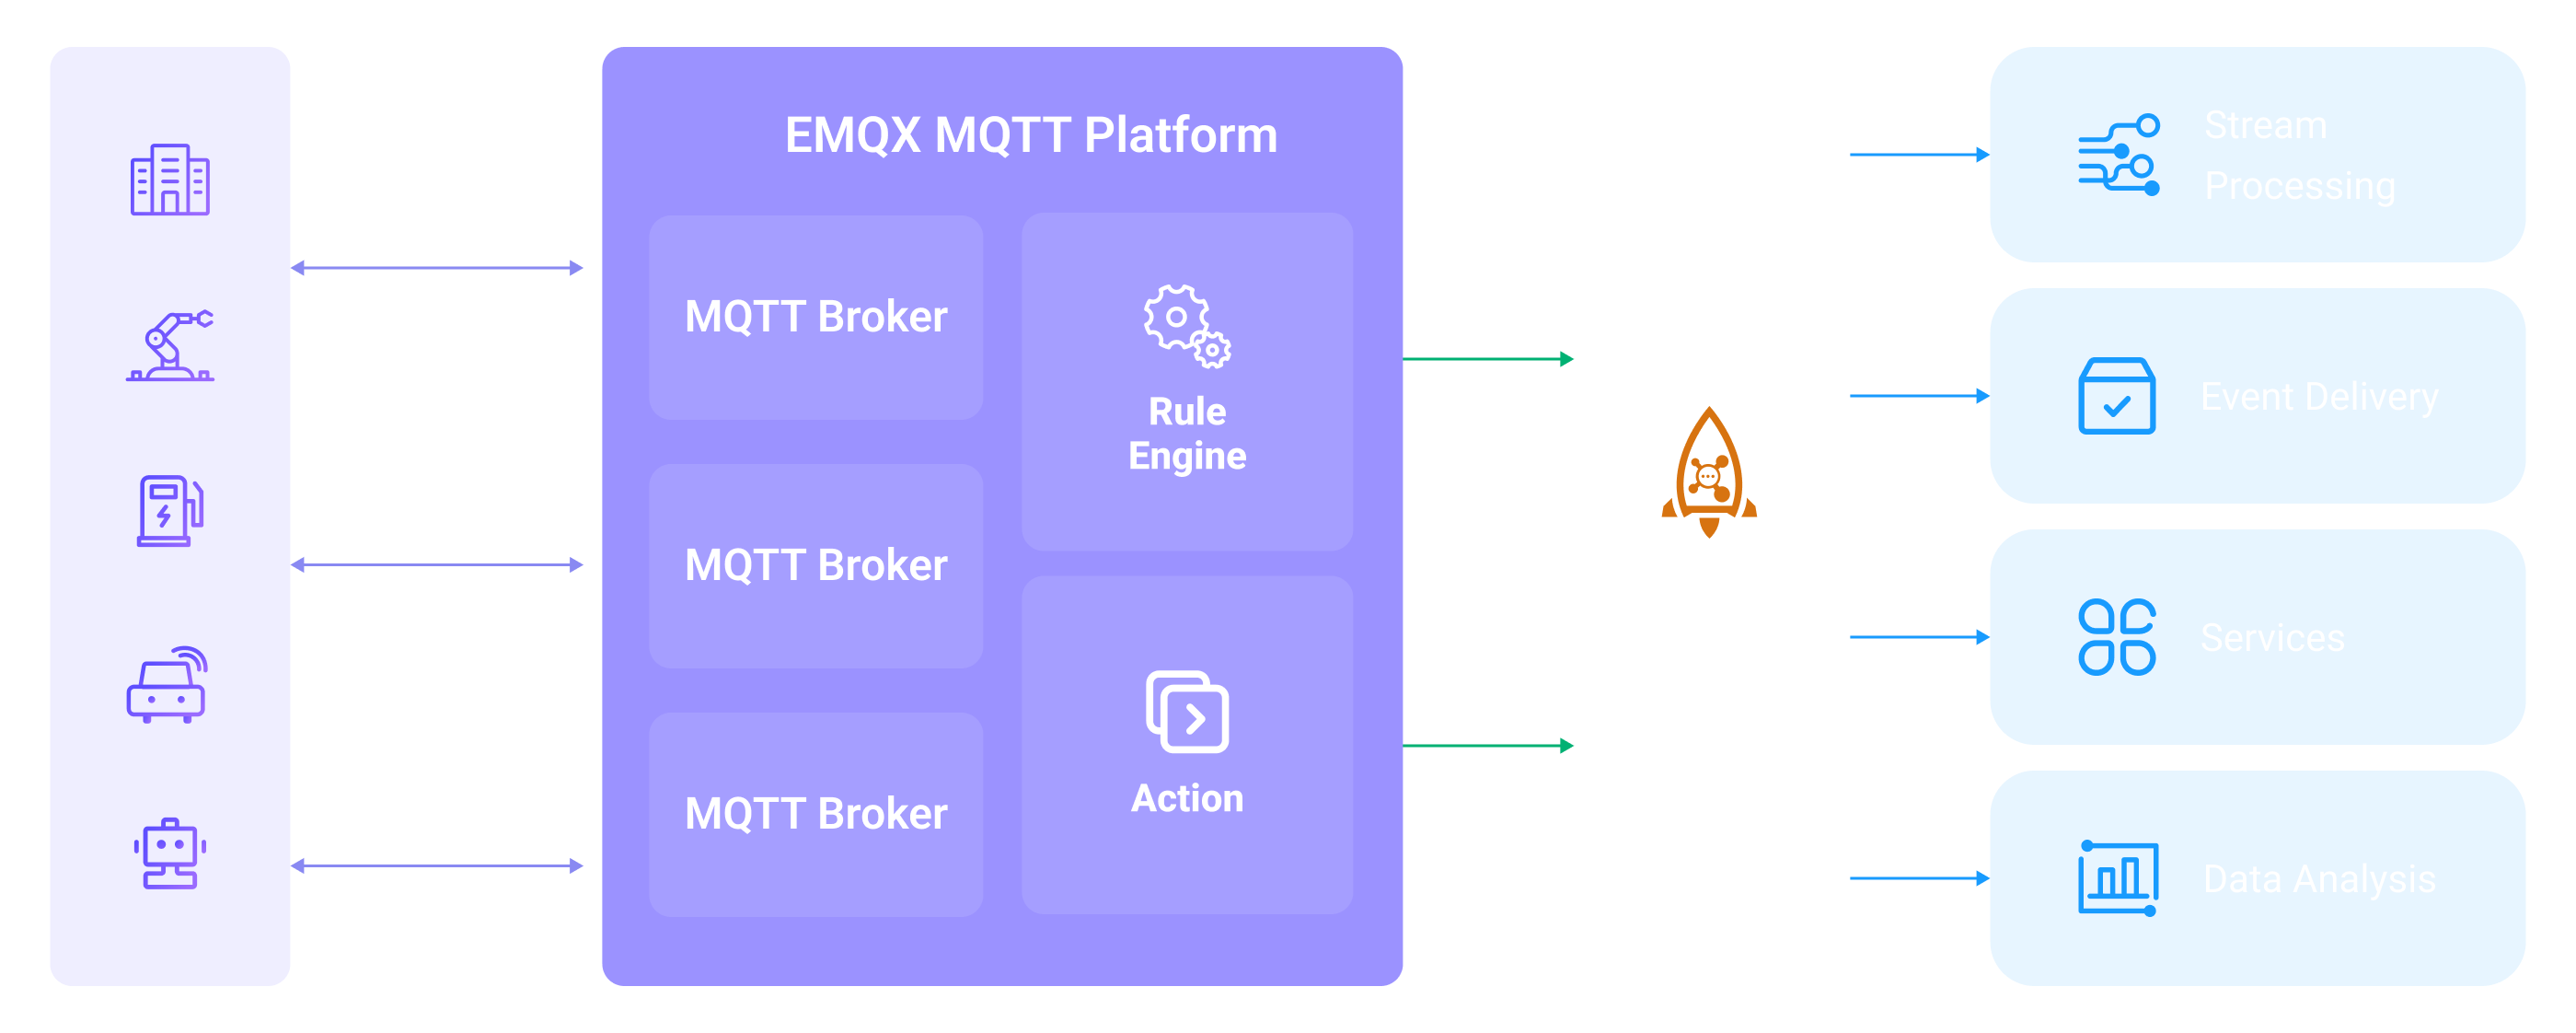 EMQX MQTT Platform
MQTT Broker
MQTT Broker
MQTT Broker
Rule
Engine
Action
Stream
Processing
Event Delivery
Services
Data Analysis